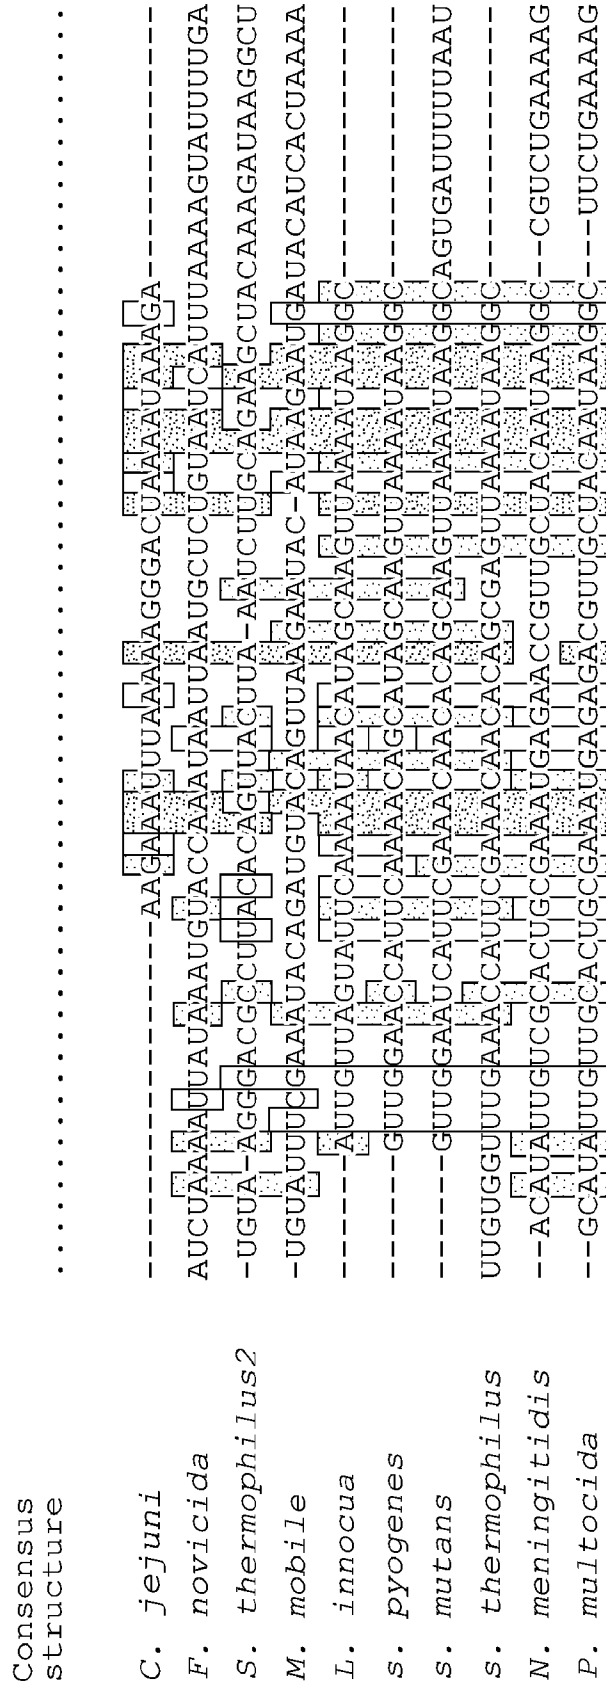 Consensus
structure ............................................................
C. jejuni -----------------AAGAAAUUUAAAAAGGGACUAAAAUAAAGA-------------
F. novicida AUCUAAAAUUAUAAAUGUACCAAAUAAUUAAUGCUCUGUAAUCAUUUAAAAGUAUUUUGA
S. thermophilus2 -UGUA-AGGGACGCCUUACACAGUUACUUA-AAUCUUGCAGAAGCUACAAAGAUAAGGCU
M. mobile -UGUAUUUCGAAAUACAGAUGUACAGUUAAGAAUAC-AUAAGAAUGAUACAUCACUAAAA
L. innocua ------AUUGUUAGUAUUCAAAAUAACAUAGCAAGUUAAAAUAAGGC-------------
s. pyogenes ------GUUGGAACCAUUCAAAACAGCAUAGCAAGUUAAAAUAAGGC-------------
s. mutans ------GUUGGAAUCAUUCGAAACAACACAGCAAGUUAAAAUAAGGCAGUGAUUUUUAAU
s. thermophilus UUGUGGUUUGAAACCAUUCGAAACAACACAGCGAGUUAAAAUAAGGC-------------
N. meningitidis --ACAUAUUGUCGCACUGCGAAAUGAGAACCGUUGCUACAAUAAGGC--CGUCUGAAAAG
P. multocida --GCAUAUUGUUGCACUGCGAAAUGAGAGACGUUGCUACAAUAAGGC---UUCUGAAAAG